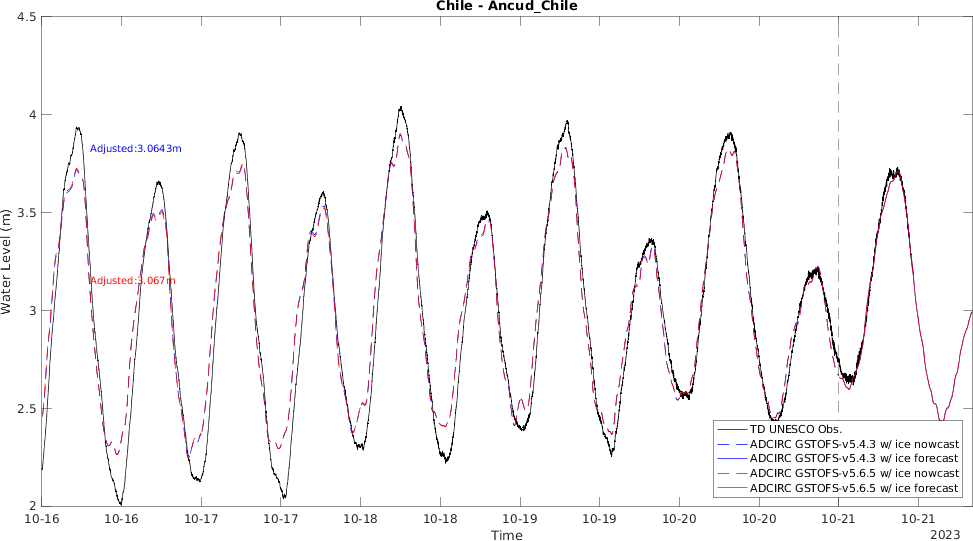 Chile - Ancud_Chile
4.5
4
3.5
3
2.5
2
Water Level (m)
Adjusted:3.0643m
Adjusted:3.067m
TD UNESCO Obs.
ADCIRC GSTOFS-v5.4.3 w/ ice nowcast
ADCIRC GSTOFS-v5.4.3 w/ ice forecast
ADCIRC GSTOFS-v5.6.5 w/ ice nowcast
ADCIRC GSTOFS-v5.6.5 w/ ice forecast
10-16 10-16 10-17 10-17 10-18 10-18 10-19 10-19 10-20 10-20 10-21 10-21
2023
Time